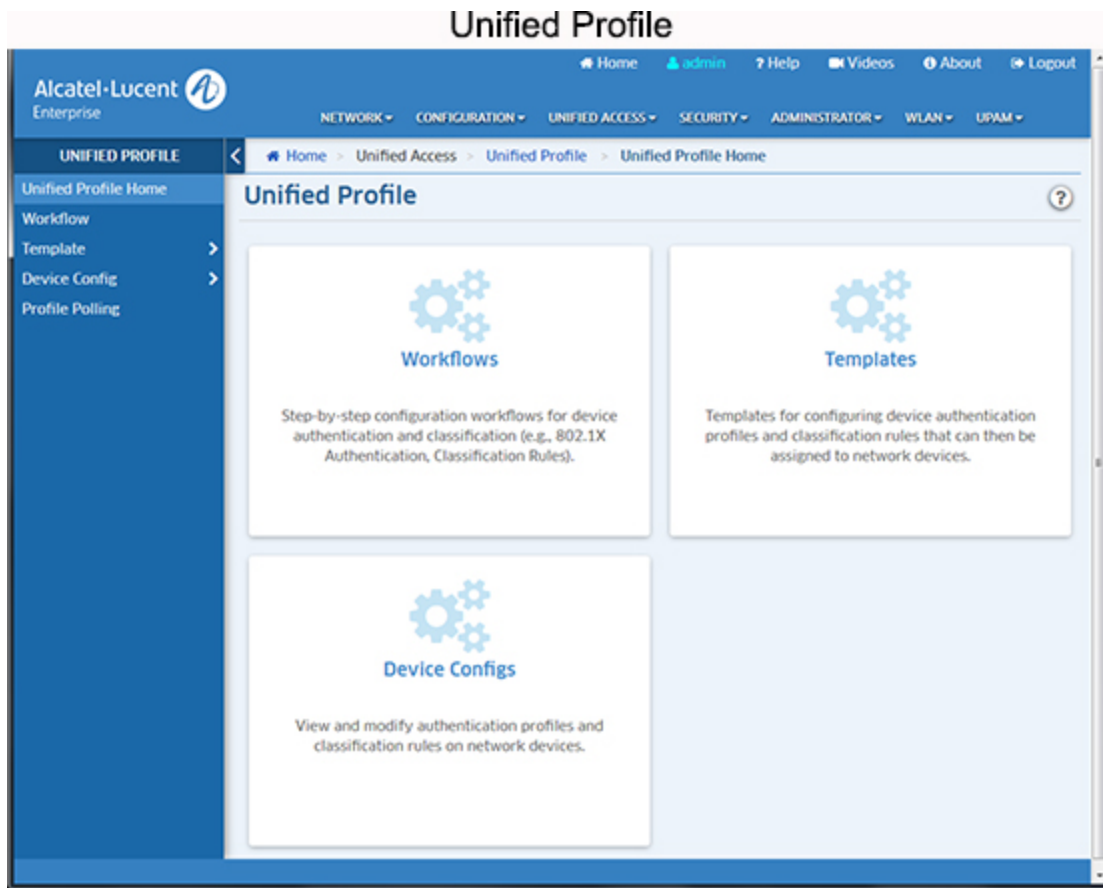 Unified Profile
Home admin ? Help Videos About Logout
Alcatel·Lucent
Enterprise
NETWORK CONFIGURATION UNIFIED ACCESS SECURITY ADMINISTRATOR WLAN UPAM
UNIFIED PROFILE
Home > Unified Access > Unified Profile > Unified Profile Home
Unified Profile Home
Workflow
Template
Device Config
Profile Polling
Unified Profile ?
Workflows
Step-by-step configuration workflows for device
authentication and classification (e.g., 802.1X
Authentication, Classification Rules).
Templates
Templates for configuring device authentication
profiles and classification rules that can then be
assigned to network devices.
Device Configs
View and modify authentication profiles and
classification rules on network devices.